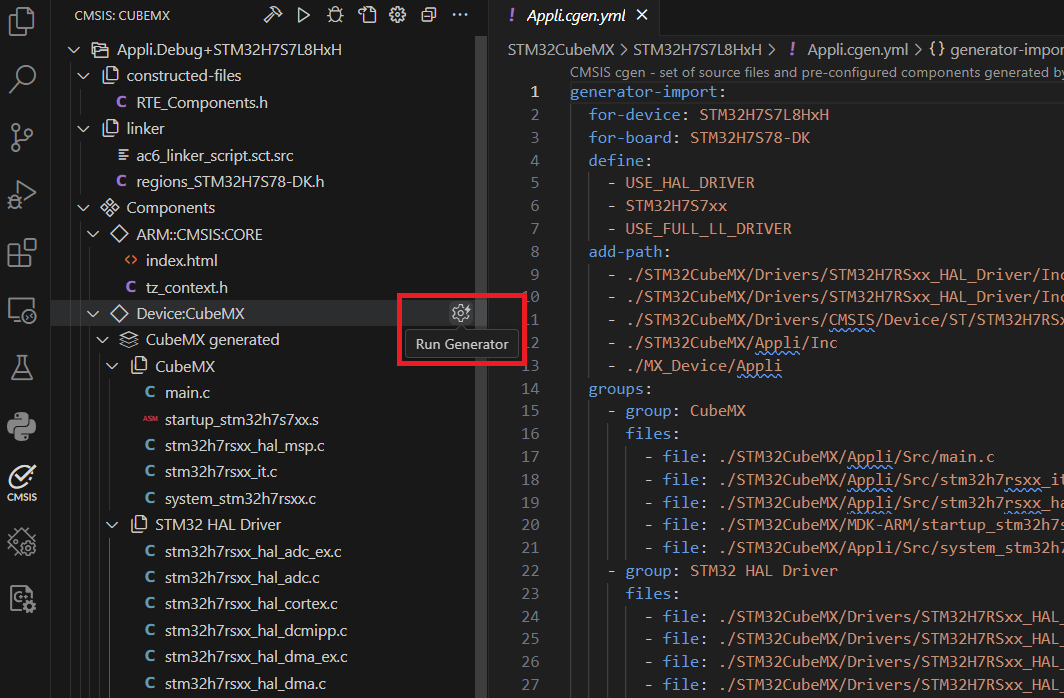 CMSIS: CUBEMX
Appli.Debug+STM32H7S7L8HxH
constructed-files
C RTE_Components.h
linker
ac6_linker_script.sct.src
C regions_STM32H7S78-DK.h
Components
ARM::CMSIS:CORE
<> index.html
C tz_context.h
Device:CubeMX
Run Generator
CubeMX generated
CubeMX
C main.c
ASM startup_stm32h7s7xx.s
C stm32h7rsxx_hal_msp.c
C stm32h7rsxx_it.c
C system_stm32h7rsxx.c
STM32 HAL Driver
C stm32h7rsxx_hal_adc_ex.c
C stm32h7rsxx_hal_adc.c
C stm32h7rsxx_hal_cortex.c
C stm32h7rsxx_hal_dcmipp.c
C stm32h7rsxx_hal_dma_ex.c
C stm32h7rsxx_hal_dma.c
CMSIS
! Appli.cgen.yml
STM32CubeMX > STM32H7S7L8HxH > ! Appli.cgen.yml > {} generator-impor
CMSIS cgen - set of source files and pre-configured components generated by
1 generator-import:
2 for-device: STM32H7S7L8HxH
3 for-board: STM32H7S78-DK
4 define:
5 - USE_HAL_DRIVER
6 - STM32H7S7xx
7 - USE_FULL_LL_DRIVER
8 add-path:
9 - ./STM32CubeMX/Drivers/STM32H7RSxx_HAL_Driver/Inc
10 - ./STM32CubeMX/Drivers/STM32H7RSxx_HAL_Driver/Inc
11 - ./STM32CubeMX/Drivers/CMSIS/Device/ST/STM32H7RSx
12 - ./STM32CubeMX/Appli/Inc
13 - ./MX_Device/Appli
14 groups:
15 - group: CubeMX
16 files:
17 - file: ./STM32CubeMX/Appli/Src/main.c
18 - file: ./STM32CubeMX/Appli/Src/stm32h7rsxx_it
19 - file: ./STM32CubeMX/Appli/Src/stm32h7rsxx_ha
20 - file: ./STM32CubeMX/MDK-ARM/startup_stm32h7s
21 - file: ./STM32CubeMX/Appli/Src/system_stm32h7
22 - group: STM32 HAL Driver
23 files:
24 - file: ./STM32CubeMX/Drivers/STM32H7RSxx_HAL_
25 - file: ./STM32CubeMX/Drivers/STM32H7RSxx_HAL_
26 - file: ./STM32CubeMX/Drivers/STM32H7RSxx_HAL_
27 - file: ./STM32CubeMX/Drivers/STM32H7RSxx_HAL_